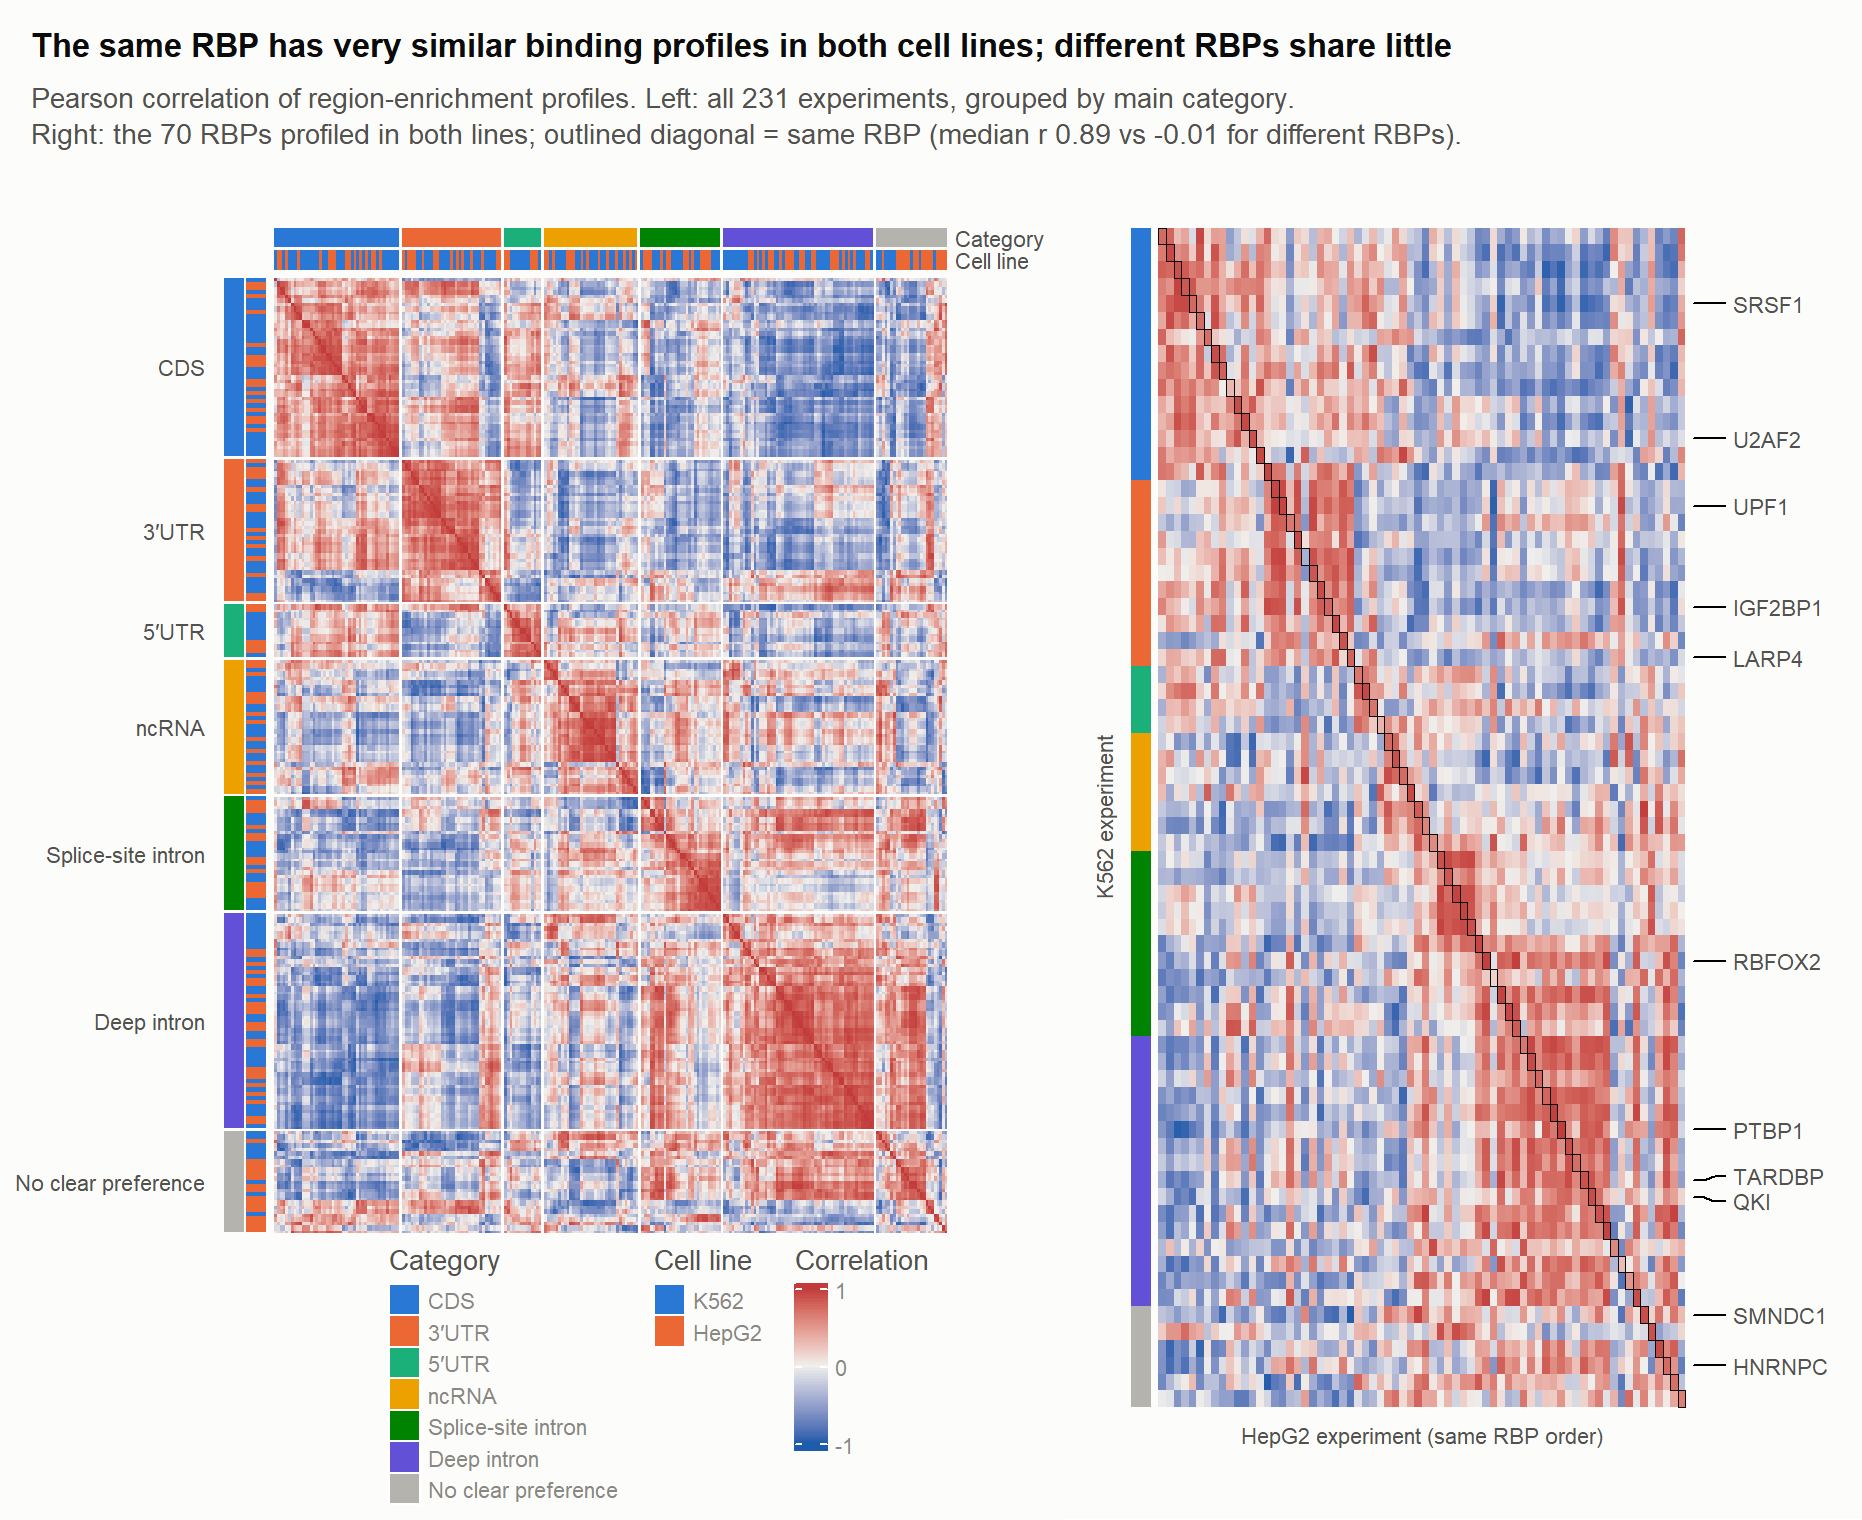 The same RBP has very similar binding profiles in both cell lines; different RBPs share little
Pearson correlation of region-enrichment profiles. Left: all 231 experiments, grouped by main category.
Right: the 70 RBPs profiled in both lines; outlined diagonal = same RBP (median r 0.89 vs -0.01 for different RBPs).
Category
Cell line
CDS
3′UTR
5′UTR
ncRNA
Splice-site intron
Deep intron
No clear preference
Category
CDS
3′UTR
5′UTR
ncRNA
Splice-site intron
Deep intron
No clear preference
Cell line
K562
HepG2
Correlation
1
0
-1
K562 experiment
SRSF1
U2AF2
UPF1
IGF2BP1
LARP4
RBFOX2
PTBP1
TARDBP
QKI
SMNDC1
HNRNPC
HepG2 experiment (same RBP order)